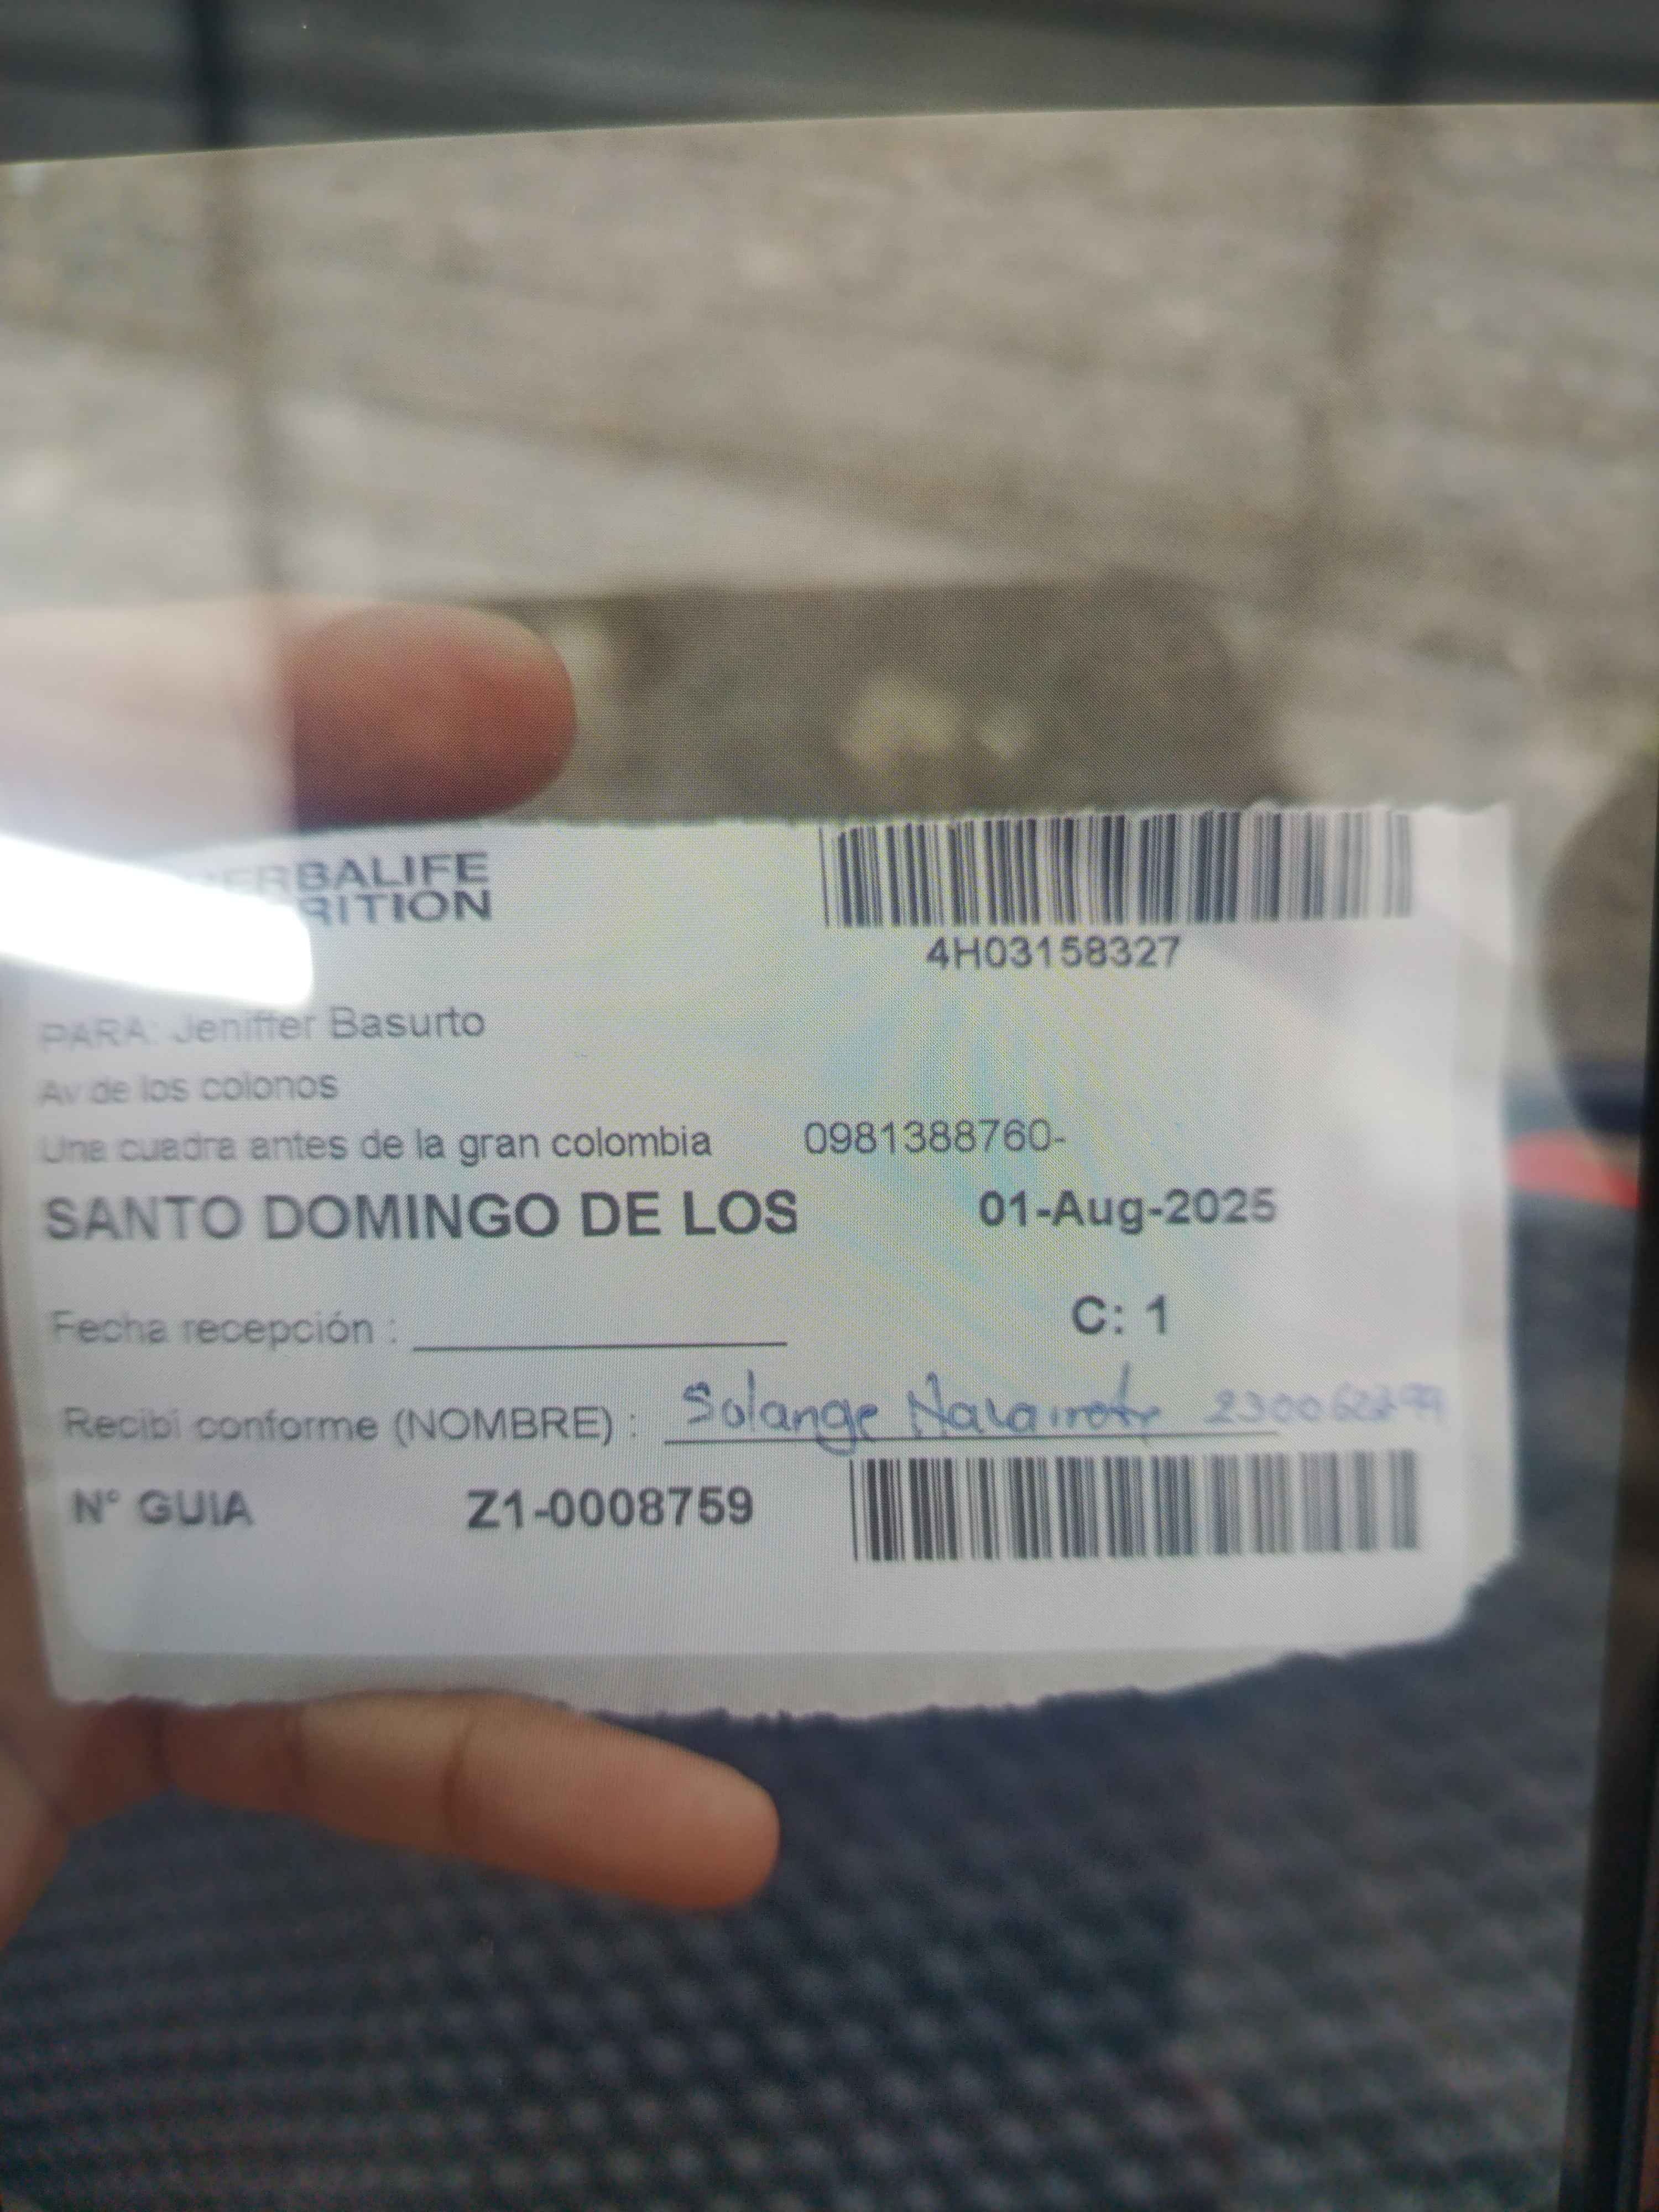 HERBALIFE
RITION
4H03158327
PARA: Jeniffer Basurto
Av de los colonos
Una cuadra antes de la gran colombia 0981388760-
SANTO DOMINGO DE LOS 01-Aug-2025
Fecha recepción : C: 1
Recibi conforme (NOMBRE) : Solange
N° GUIA Z1-0008759